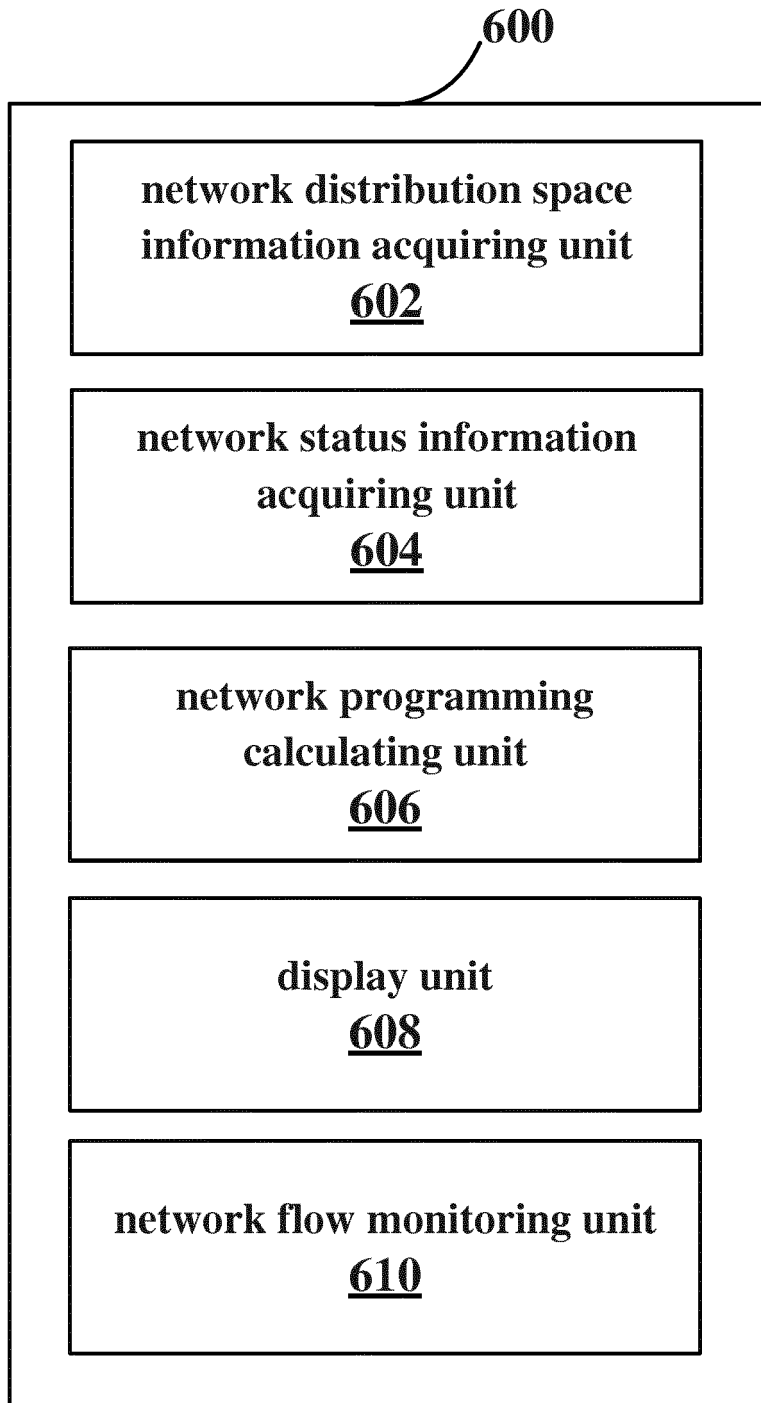 600
network distribution space
information acquiring unit
602
network status information
acquiring unit
604
network programming
calculating unit
606
display unit
608
network flow monitoring unit
610